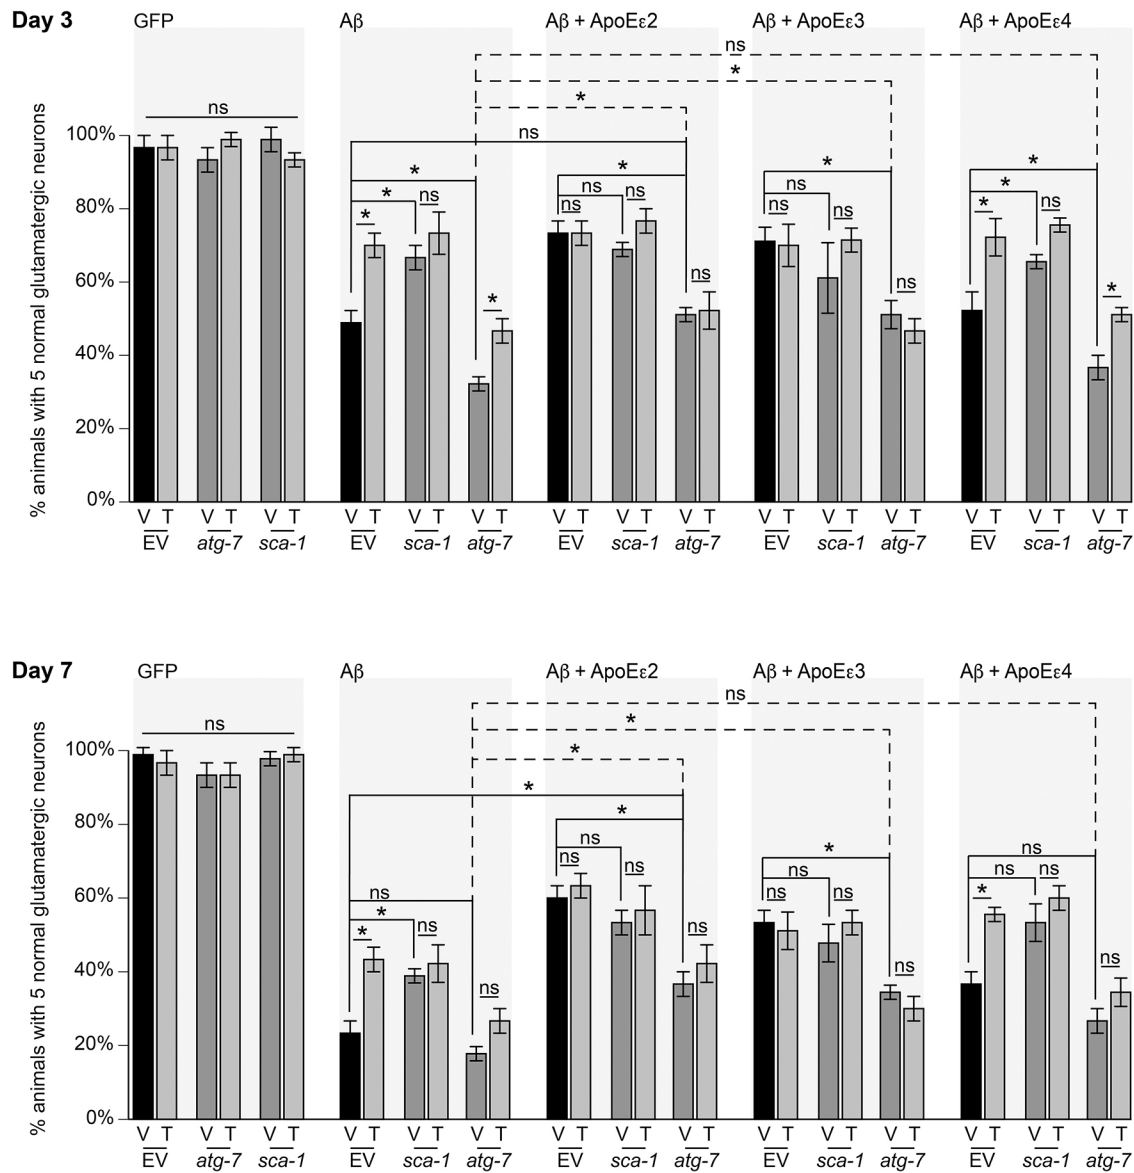 Day 3
GFP
Aβ
Aβ + ApoEε2
Aβ + ApoEε3
Aβ + ApoEε4
% animals with 5 normal glutamatergic neurons
100%
80%
60%
40%
20%
0%
ns
*
*
ns
ns
*
*
ns
*
*
ns
*
ns
ns
ns
*
ns
ns
ns
*
ns
*
*
ns
*
*
V T V T V T
EV atg-7 sca-1
V T V T V T
EV sca-1 atg-7
V T V T V T
EV sca-1 atg-7
V T V T V T
EV sca-1 atg-7
V T V T V T
EV sca-1 atg-7
Day 7
GFP
Aβ
Aβ + ApoEε2
Aβ + ApoEε3
Aβ + ApoEε4
% animals with 5 normal glutamatergic neurons
100%
80%
60%
40%
20%
0%
ns
*
*
ns
*
ns
*
*
ns
ns
*
ns
ns
ns
ns
*
ns
ns
ns
ns
ns
ns
ns
*
ns
V T V T V T
EV atg-7 sca-1
V T V T V T
EV sca-1 atg-7
V T V T V T
EV sca-1 atg-7
V T V T V T
EV sca-1 atg-7
V T V T V T
EV sca-1 atg-7